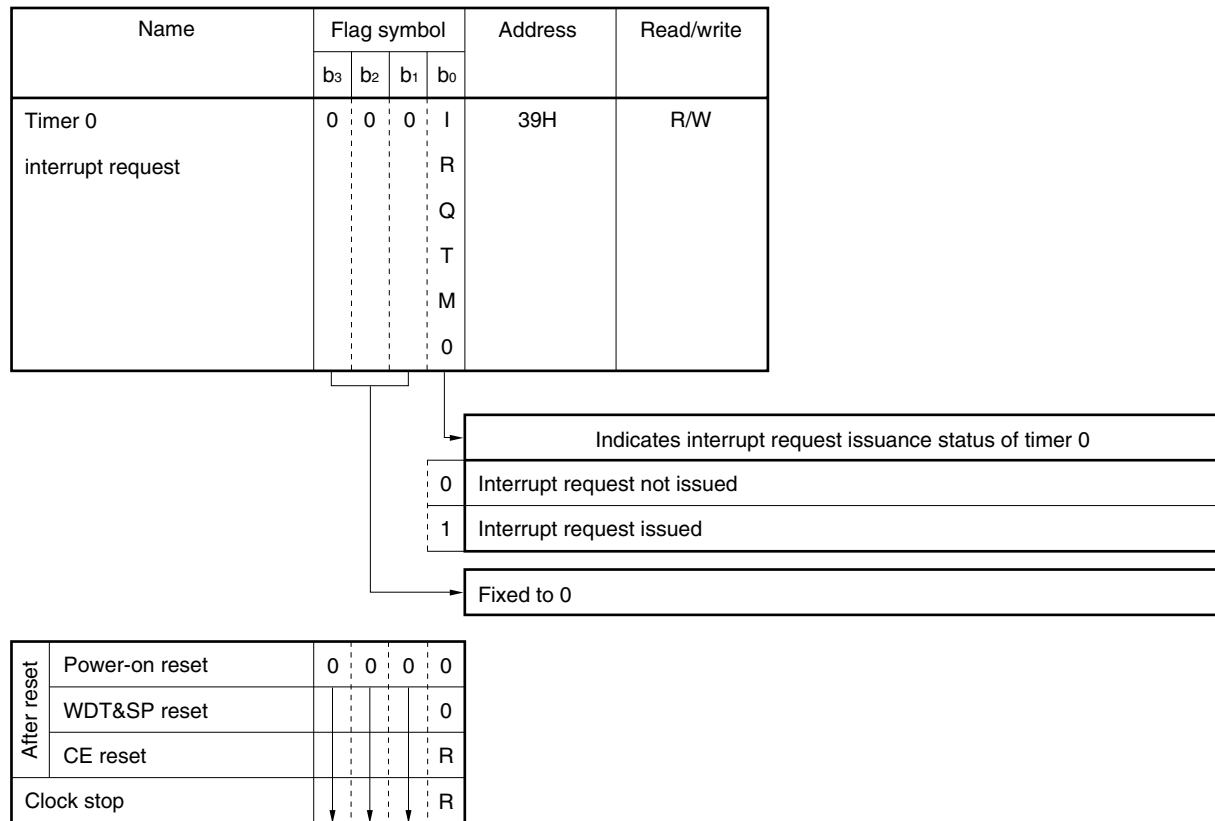 Name Flag symbol Address Read/write
b3 b2 b1 b0
Timer 0 0 0 0 I 39H R/W
interrupt request R
Q
T
M
0
Indicates interrupt request issuance status of timer 0
0 Interrupt request not issued
1 Interrupt request issued
Fixed to 0
After reset
Power-on reset 0 0 0 0
WDT&SP reset 0
CE reset R
Clock stop R